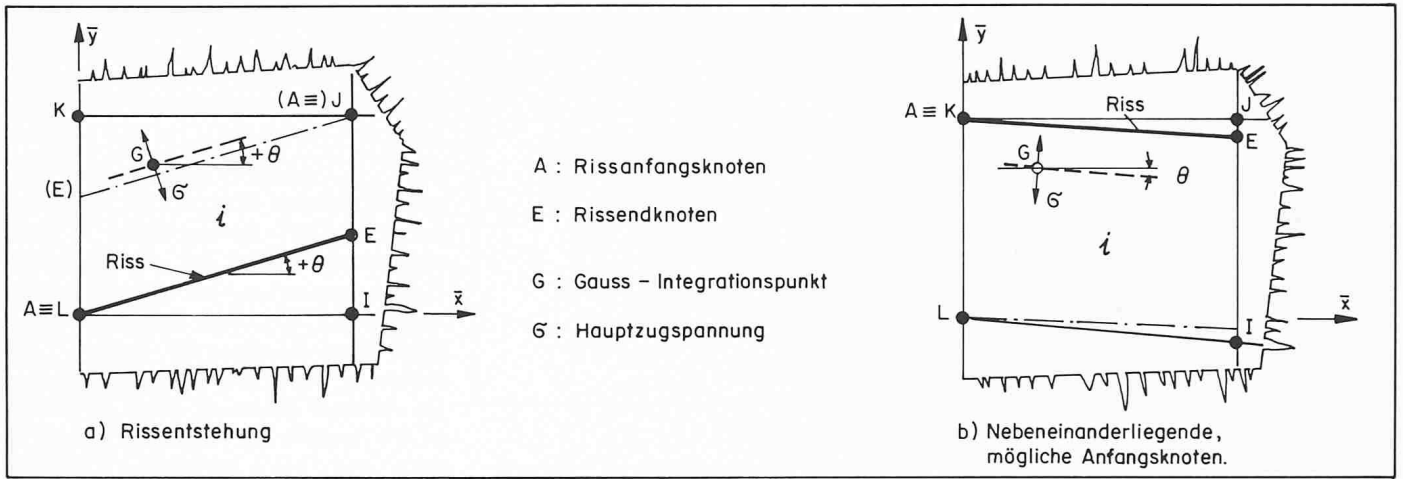 ȳ
K
(A≡) J
G
+θ
(E)
σ
i
E
Riss
+θ
A≡L
I
x̄
a) Rissentstehung
A : Rissanfangsknoten
E : Rissendknoten
G : Gauss – Integrationspunkt
σ : Hauptzugspannung
ȳ
A ≡ K
Riss
J
E
G
θ
σ
i
L
I
x̄
b) Nebeneinanderliegende,
mögliche Anfangsknoten.